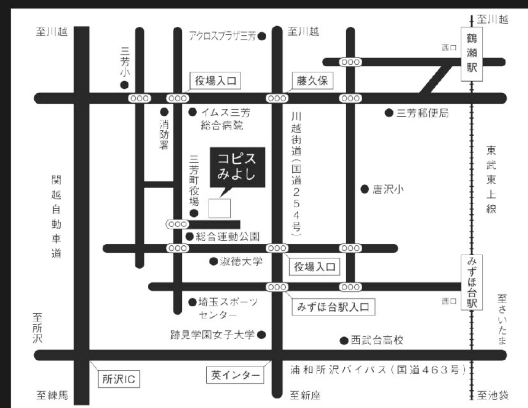 至川越
アクロスプラザ三芳
至川越
至川越
西口
鶴瀬駅
三芳小
役場入口
藤久保
消防署
イムス三芳
総合病院
三芳郵便局
川越街道(国道254号)
コピス
みよし
三芳町役場
唐沢小
東武東上線
関越自動車道
総合運動公園
淑徳大学
役場入口
みずほ台駅
西口
埼玉スポーツ
センター
みずほ台駅入口
至所沢
至さいたま
跡見学園女子大学
西武台高校
所沢IC
英インター
浦和所沢バイパス(国道463号)
至練馬
至新座
至池袋